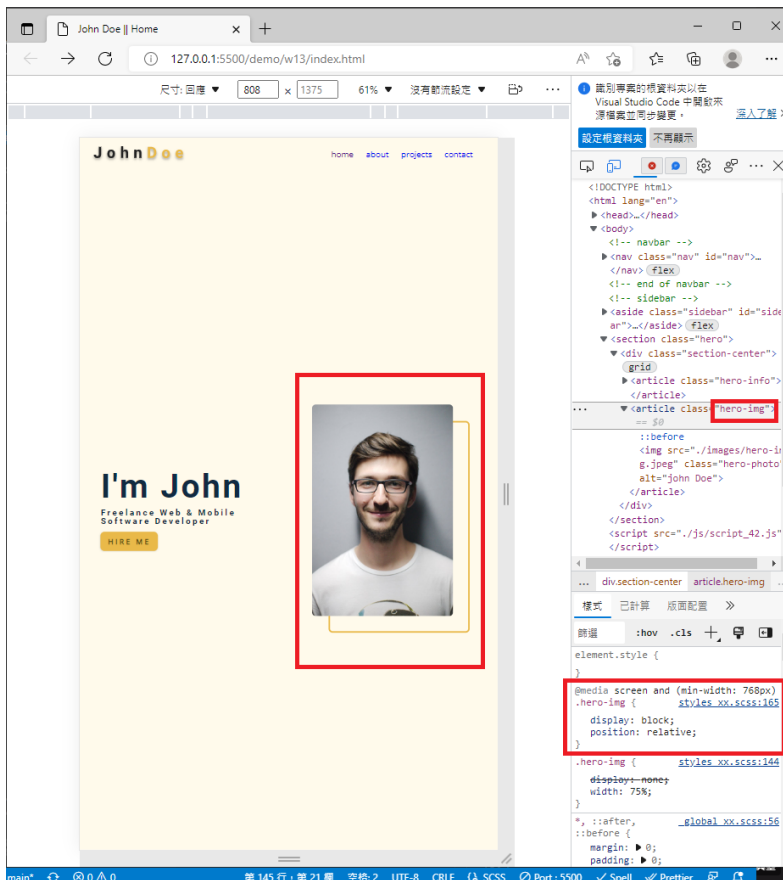 John Doe || Home
127.0.0.1:5500/demo/w13/index.html
尺寸: 回應 ▼ 808 x 1375 61% ▼ 沒有節流設定 ▼
JohnDoe
home about projects contact
I'm John
Freelance Web & Mobile
Software Developer
HIRE ME
識別專案的根資料夾以在
Visual Studio Code 中開啟來
源檔案並同步變更。 深入了解
設定根資料夾 不再顯示
<!DOCTYPE html>
<html lang="en">
<head>…</head>
<body>
<!-- navbar -->
<nav class="nav" id="nav">…
</nav> flex
<!-- end of navbar -->
<!-- sidebar -->
<aside class="sidebar" id="side
ar">…</aside> flex
<section class="hero">
<div class="section-center">
grid
<article class="hero-info">
</article>
<article class="hero-img">
== $0
::before
<img src="./images/hero-i
g.jpeg" class="hero-photo"
alt="john Doe">
</article>
</div>
</section>
<script src="./js/script_42.js"
</script>
… div.section-center article.hero-img
樣式 已計算 版面配置
篩選 :hov .cls
element.style {
}
@media screen and (min-width: 768px)
.hero-img { styles_xx.scss:165
display: block;
position: relative;
}
.hero-img { styles_xx.scss:144
display: none;
width: 75%;
}
*, ::after, _global_xx.scss:56
::before {
margin: ▶ 0;
padding: ▶ 0;
main* 0 0 第 145 行，第 21 欄 空格: 2 UTF-8 CRLF SCSS Port : 5500 Spell Prettier